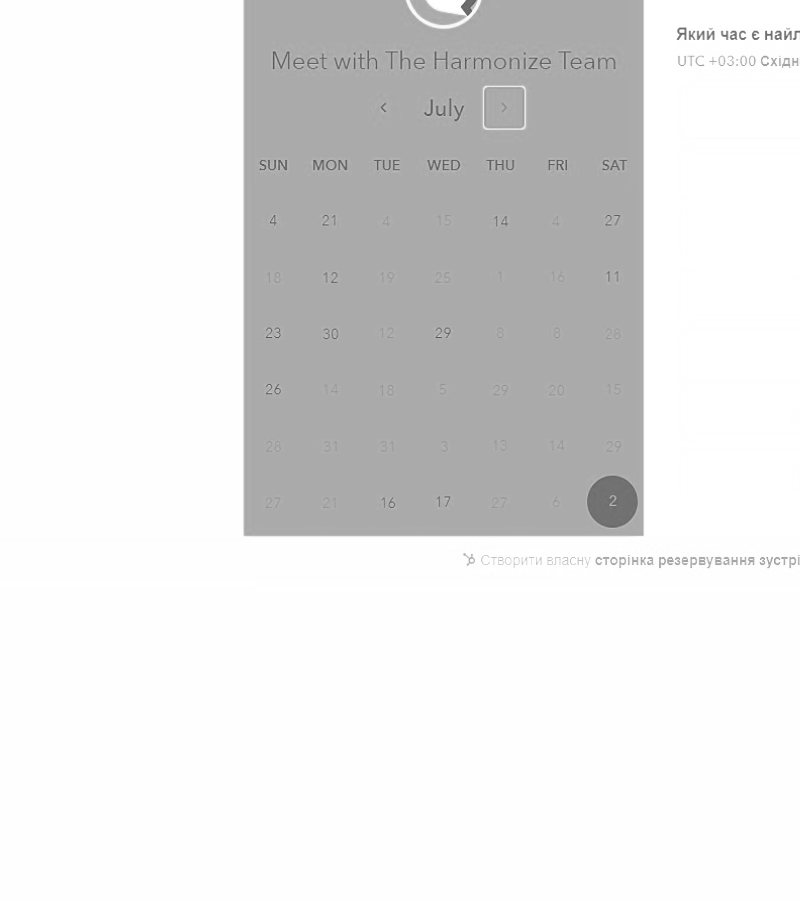 Meet with The Harmonize Team
July
SUN MON TUE WED THU FRI SAT
4 21 4 15 14 4 27
18 12 19 25 1 16 11
23 30 12 29 8 8 28
26 14 18 5 29 20 15
28 31 31 3 13 14 29
27 21 16 17 27 6 2
Який час є найл
UTC +03:00 Східн
Створити власну сторінка резервування зустрі